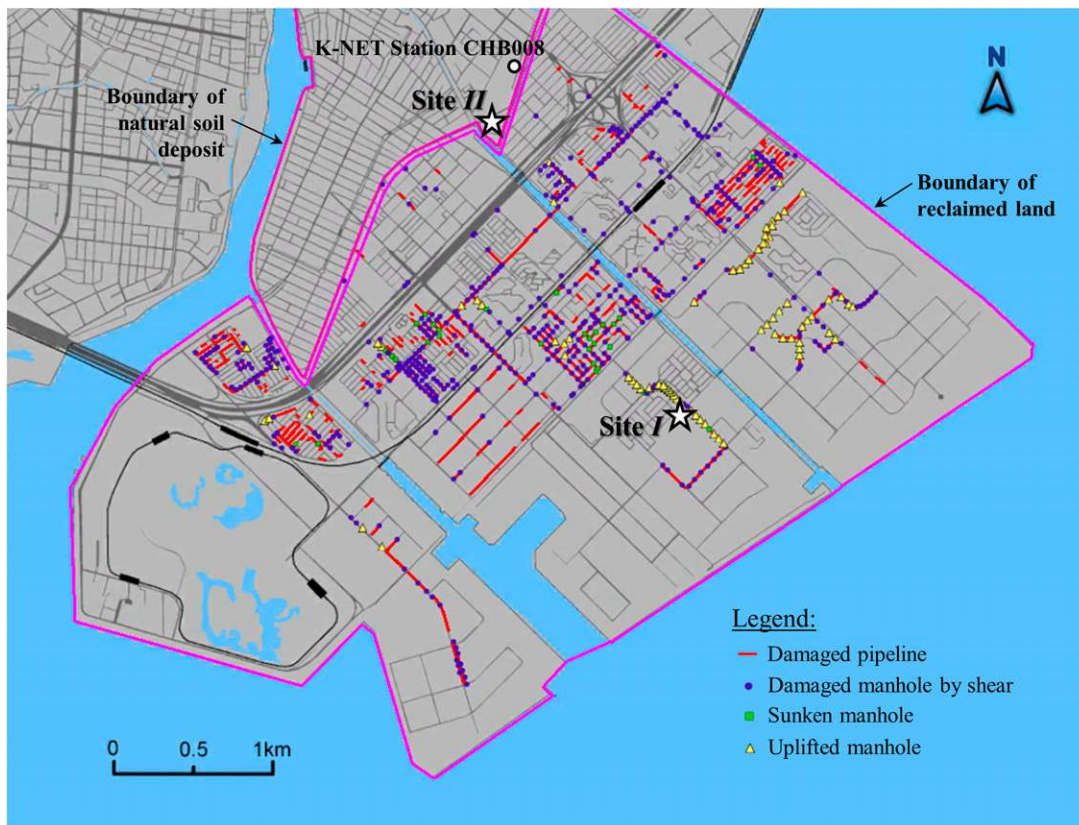 K-NET Station CHB008
Site II
Boundary of
natural soil
deposit
N
Boundary of
reclaimed land
Site I
Legend:
Damaged pipeline
Damaged manhole by shear
Sunken manhole
Uplifted manhole
0 0.5 1km